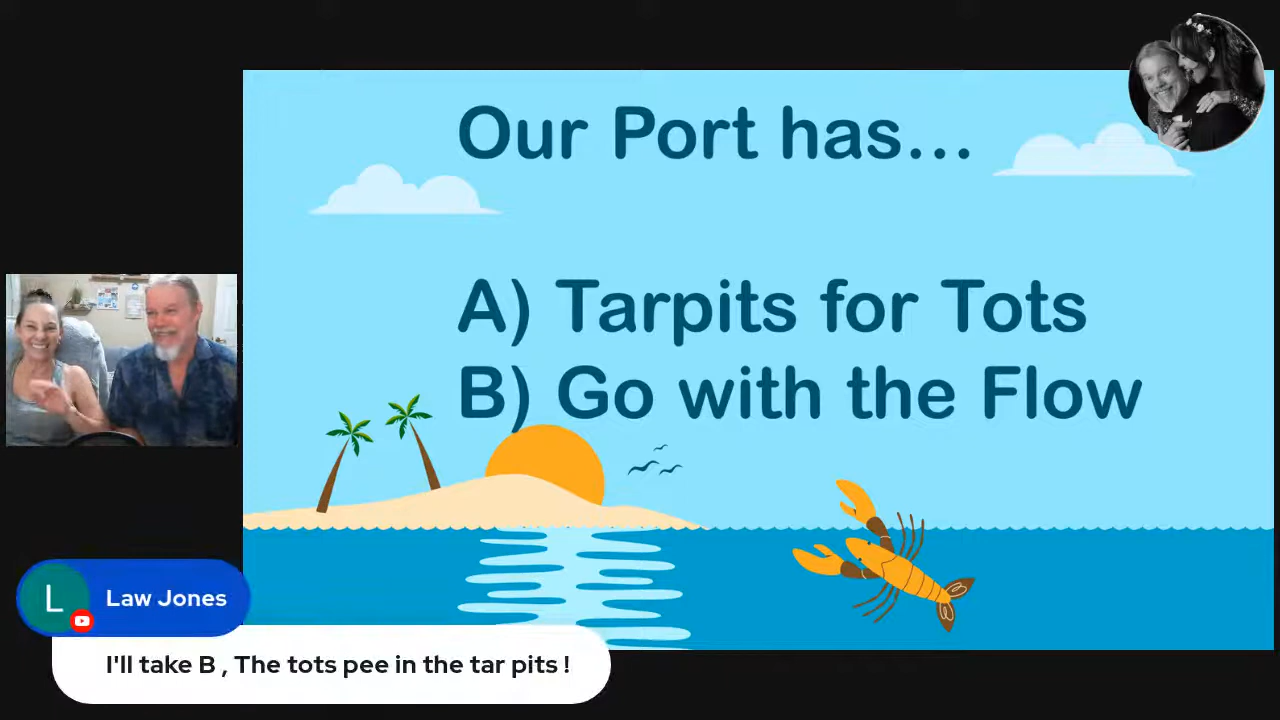 Our Port has...
A) Tarpits for Tots
B) Go with the Flow
L
Law Jones
I'll take B , The tots pee in the tar pits !